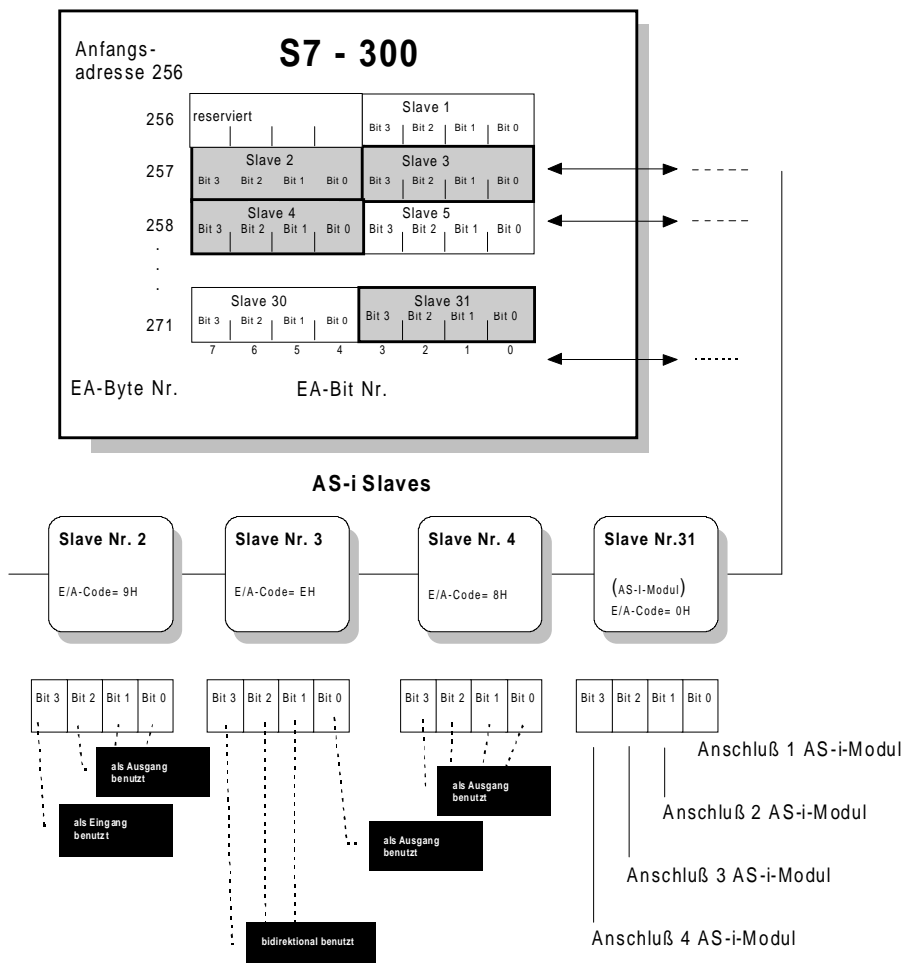 Anfangs-
adresse 256
S7 - 300
256
reserviert
Slave 1
Bit 3 Bit 2 Bit 1 Bit 0
257
Slave 2
Slave 3
Bit 3 Bit 2 Bit 1 Bit 0 Bit 3 Bit 2 Bit 1 Bit 0
258
Slave 4
Slave 5
Bit 3 Bit 2 Bit 1 Bit 0 Bit 3 Bit 2 Bit 1 Bit 0
.
.
.
271
Slave 30
Slave 31
Bit 3 Bit 2 Bit 1 Bit 0 Bit 3 Bit 2 Bit 1 Bit 0
7 6 5 4 3 2 1 0
EA-Byte Nr.
EA-Bit Nr.
AS-i Slaves
Slave Nr. 2
E/A-Code= 9H
Slave Nr. 3
E/A-Code= EH
Slave Nr. 4
E/A-Code= 8H
Slave Nr.31
(AS-I-Modul)
E/A-Code= 0H
Bit 3 Bit 2 Bit 1 Bit 0
Bit 3 Bit 2 Bit 1 Bit 0
Bit 3 Bit 2 Bit 1 Bit 0
Bit 3 Bit 2 Bit 1 Bit 0
als Ausgang
benutzt
als Eingang
benutzt
als Ausgang
benutzt
als Ausgang
benutzt
bidirektional benutzt
Anschluß 1 AS-i-Modul
Anschluß 2 AS-i-Modul
Anschluß 3 AS-i-Modul
Anschluß 4 AS-i-Modul